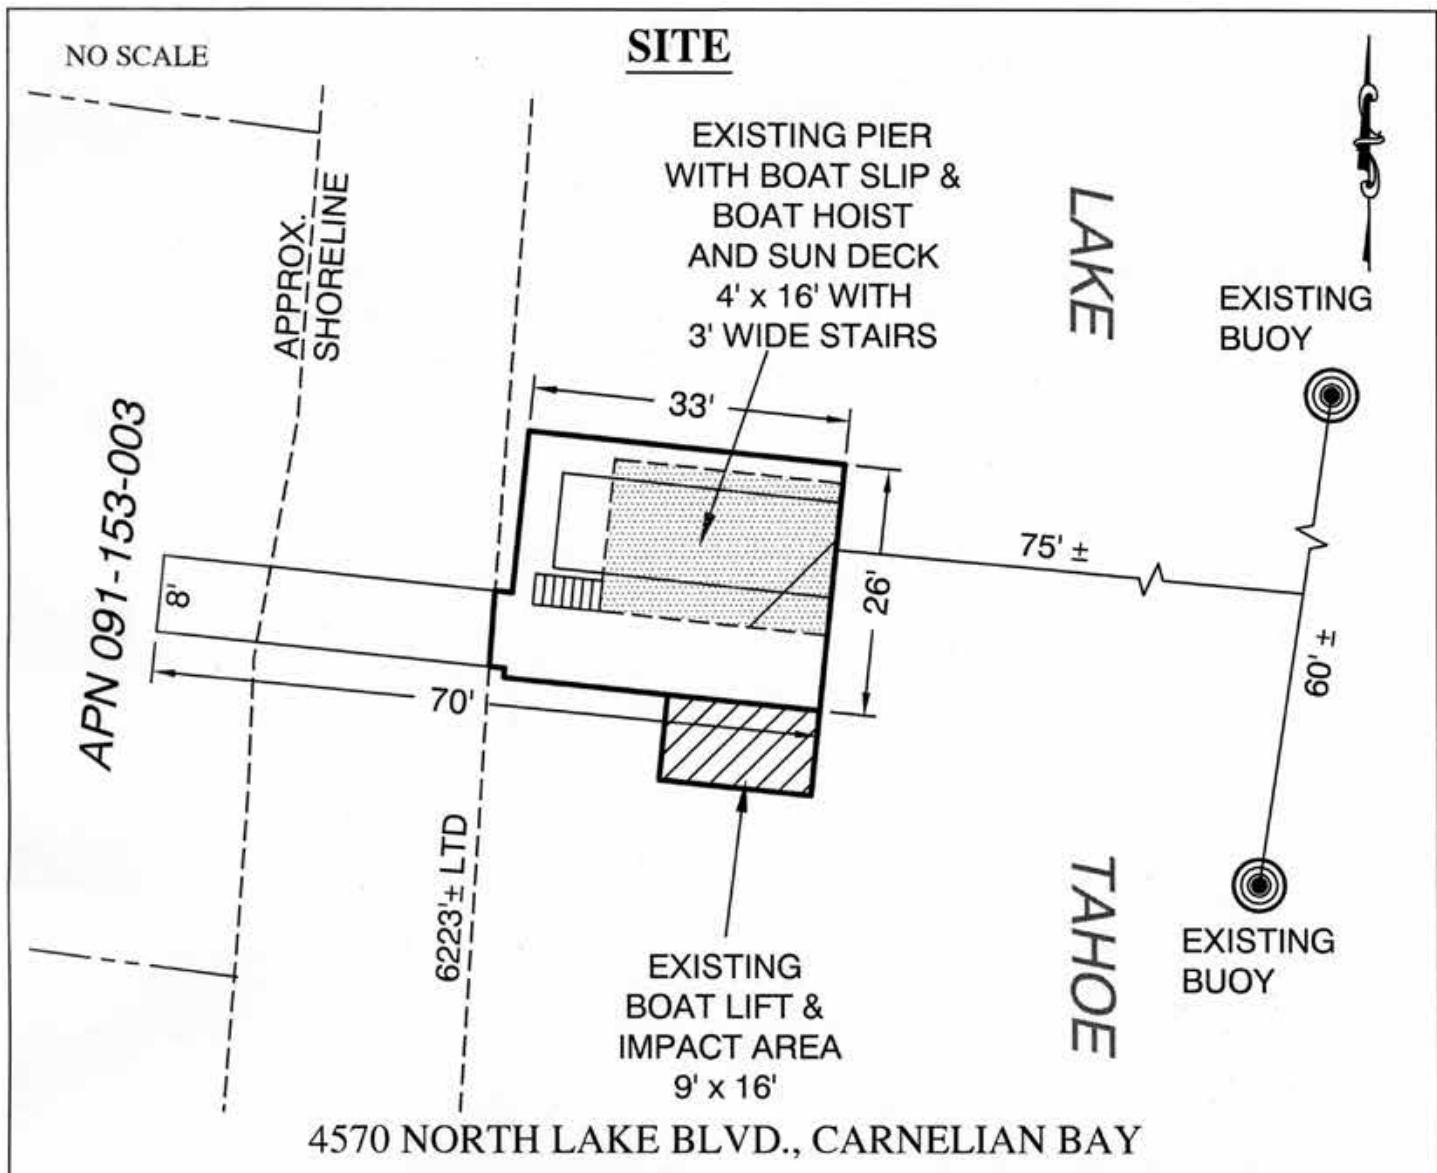 NO SCALE
SITE
EXISTING PIER
WITH BOAT SLIP &
BOAT HOIST
AND SUN DECK
4' x 16' WITH
3' WIDE STAIRS
LAKE
EXISTING
BUOY
APPROX.
SHORELINE
33'
APN 091-153-003
8'
75' ±
26'
60' ±
70'
6223'± LTD
TAHOE
EXISTING
BUOY
EXISTING
BOAT LIFT &
IMPACT AREA
9' x 16'
4570 NORTH LAKE BLVD., CARNELIAN BAY